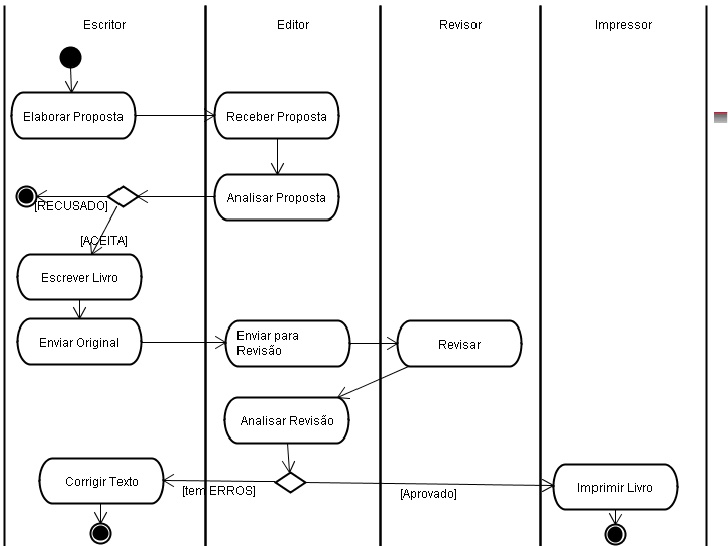 Escritor
Editor
Revisor
Impressor
Elaborar Proposta
Receber Proposta
Analisar Proposta
[RECUSADO]
[ACEITA]
Escrever Livro
Enviar Original
Enviar para
Revisão
Revisar
Analisar Revisão
Corrigir Texto
[tem ERROS]
[Aprovado]
Imprimir Livro